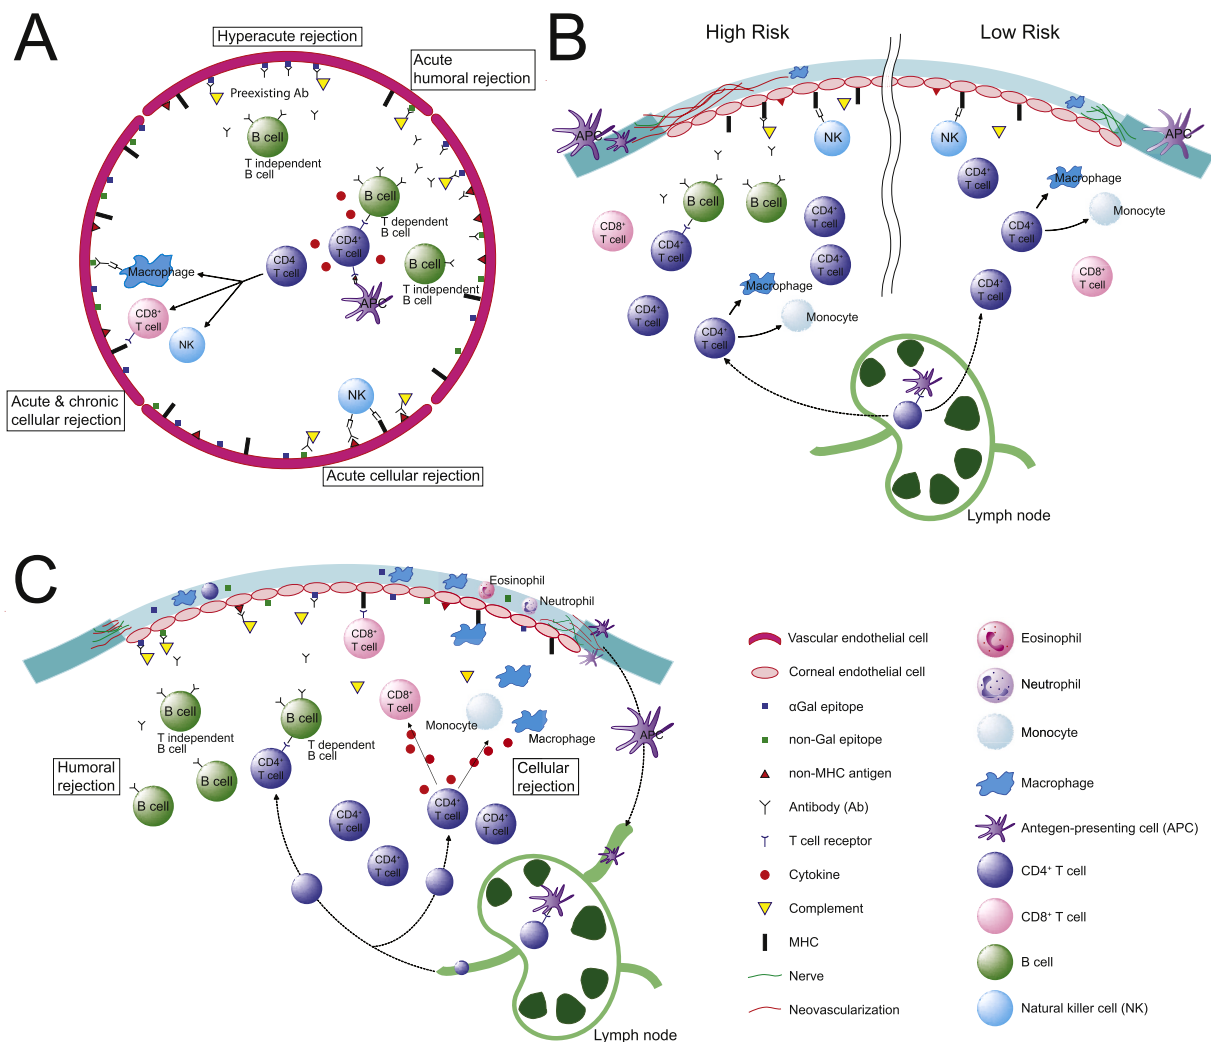 A
Hyperacute rejection
Acute
humoral rejection
Preexisting Ab
B cell
T independent
B cell
B cell
T dependent
B cell
CD4⁺
T cell
CD4
T cell
B cell
T independent
B cell
APC
Macrophage
CD8⁺
T cell
NK
NK
Acute & chronic
cellular rejection
Acute cellular rejection
B
High Risk
Low Risk
APC
NK
NK
APC
CD4⁺
T cell
Macrophage
B cell
B cell
CD4⁺
T cell
CD4⁺
T cell
Monocyte
CD8⁺
T cell
CD4⁺
T cell
CD4⁺
T cell
CD8⁺
T cell
Macrophage
CD4⁺
T cell
CD4⁺
T cell
Monocyte
CD4⁺
T cell
Lymph node
C
Eosinophil
Neutrophil
CD8⁺
T cell
B cell
T independent
B cell
B cell
T dependent
B cell
CD8⁺
T cell
Monocyte
Macrophage
APC
Humoral
rejection
B cell
B cell
CD4⁺
T cell
Cellular
rejection
CD4⁺
T cell
CD4⁺
T cell
CD4⁺
T cell
CD4⁺
T cell
Lymph node
Vascular endothelial cell
Corneal endothelial cell
αGal epitope
non-Gal epitope
non-MHC antigen
Antibody (Ab)
T cell receptor
Cytokine
Complement
MHC
Nerve
Neovascularization
Eosinophil
Neutrophil
Monocyte
Macrophage
Antegen-presenting cell (APC)
CD4⁺ T cell
CD8⁺ T cell
B cell
Natural killer cell (NK)